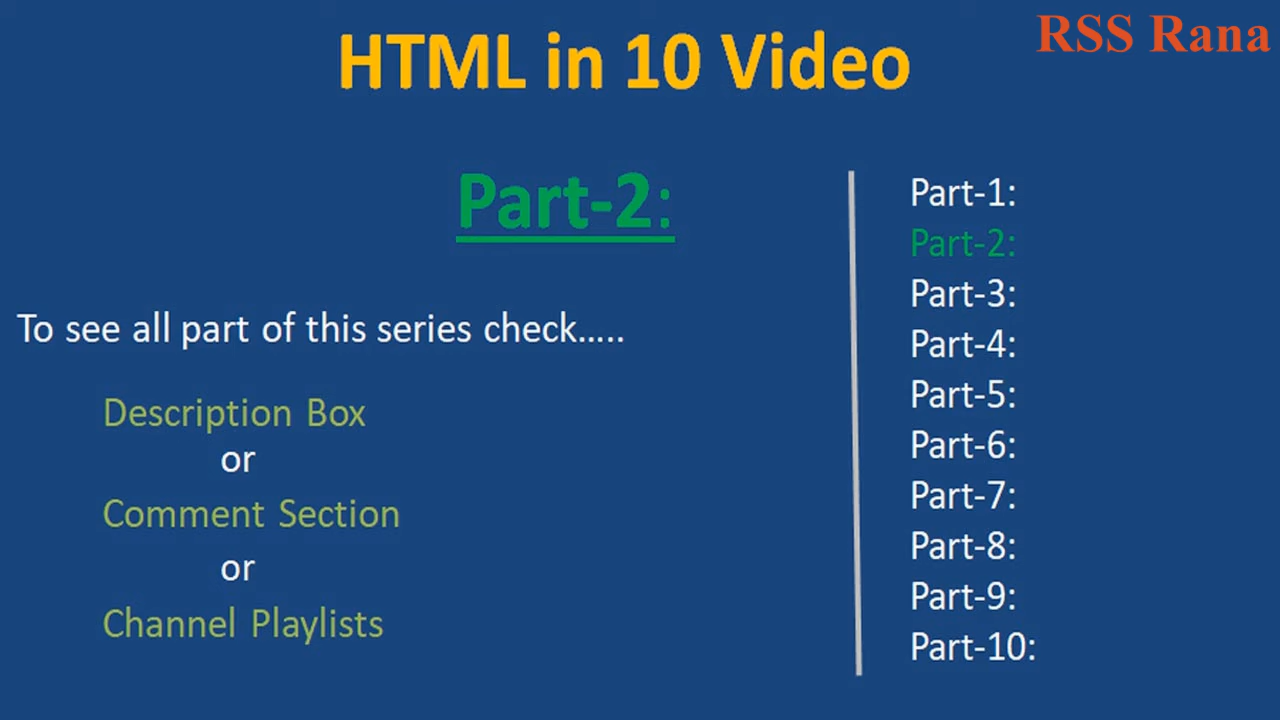 HTML in 10 Video
RSS Rana
Part-2:
To see all part of this series check.....
Description Box
or
Comment Section
or
Channel Playlists
Part-1:
Part-2:
Part-3:
Part-4:
Part-5:
Part-6:
Part-7:
Part-8:
Part-9:
Part-10: